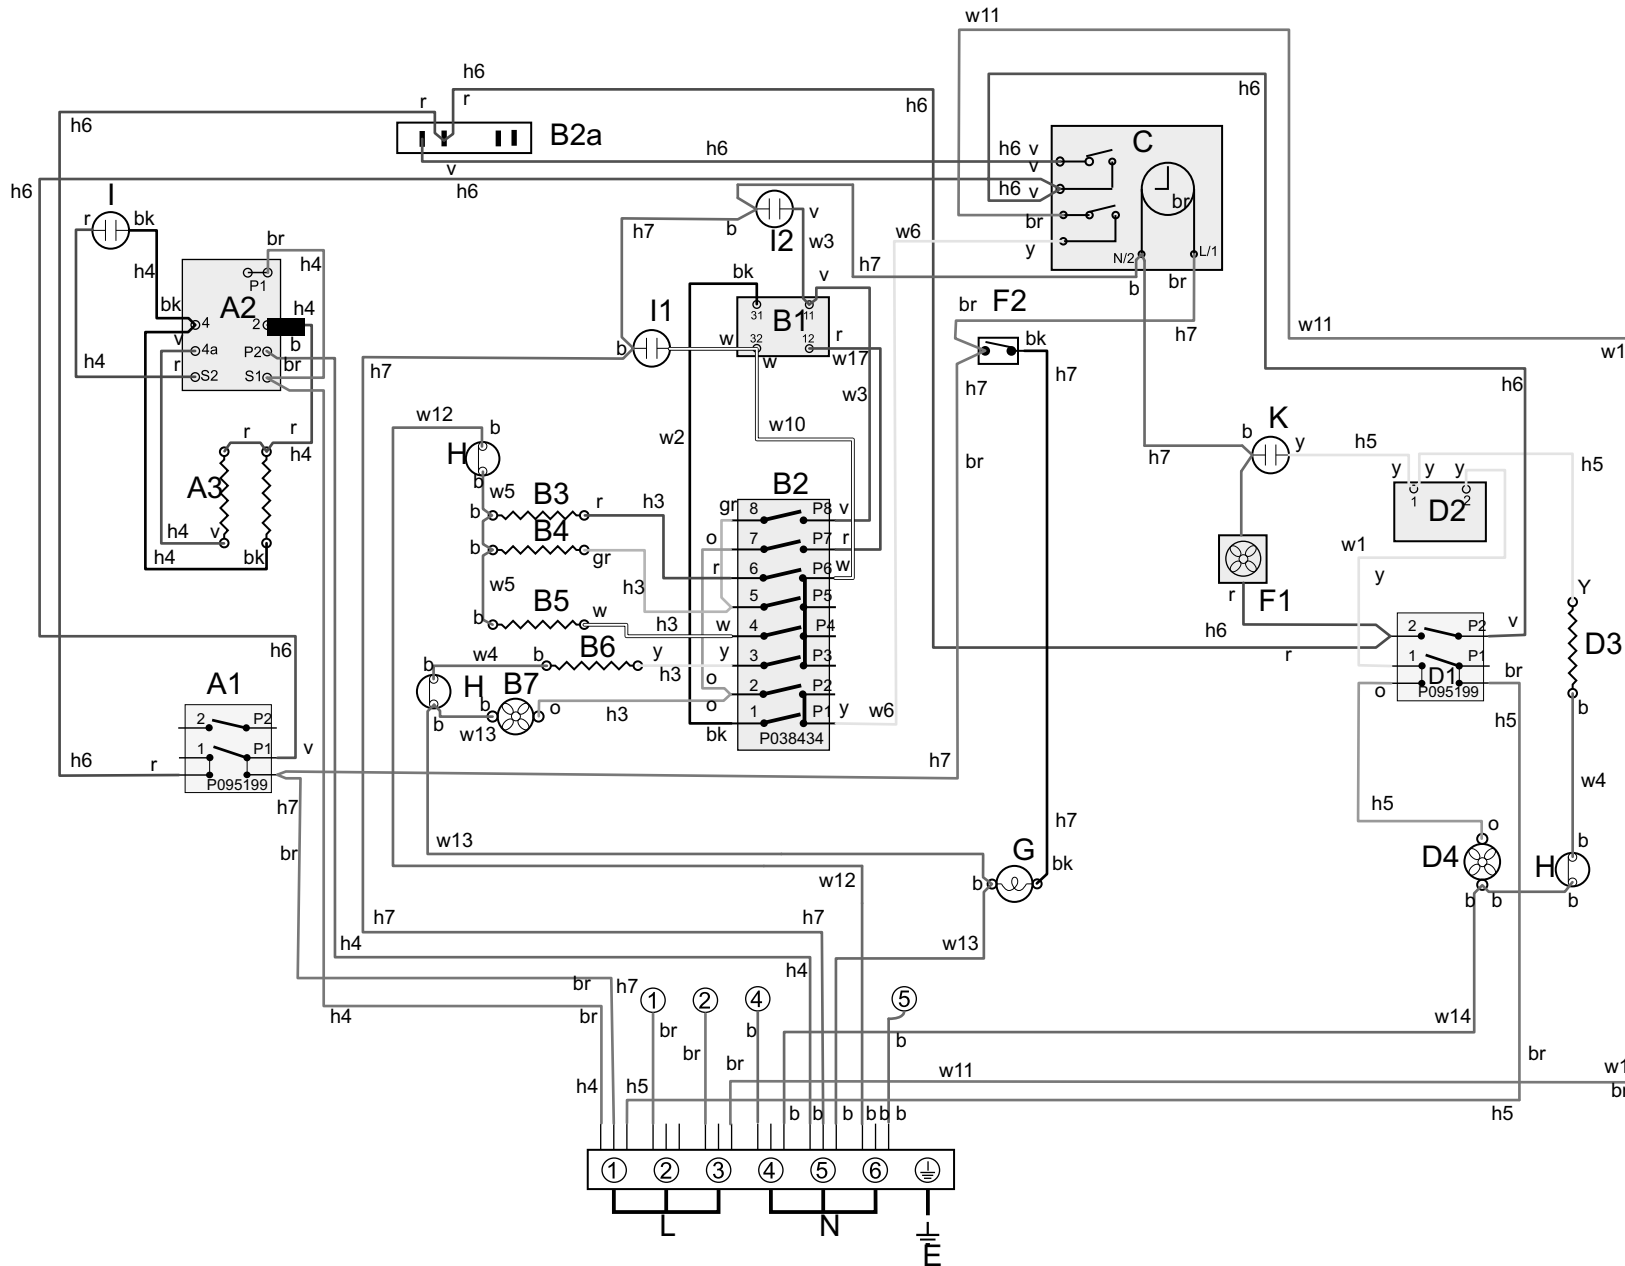 w11
h6
r r h6 h6
h6 B2a C
h6 h6 v
v v
h6 h6 h6 v
I br
r bk br
I2 v w6 y
h7 b w3 N/2 L/1
br h4 h7 b br
h4 P1 bk v
bk A2 h4 I1 br F2
4 2 31 B1 11 h7 w11
v b w r bk
4a P2 b 32 12 w1
h4 r br w w17 h7
S2 S1 h7 h7 h6
w3
w12 b w10 K
r r w2 b y h5
h4 H h7 y y y h5
A3 b w5 B3 r h3 B2 br 1 2
b gr 8 P8 v D2
B4 o 7 P7 r
h4 v b gr r 6 P6 w w1
h4 bk w5 h3 5 P5 y
B5 w r F1 Y
b h3 w 4 P4 h6 2 P2 v
h6 b w4 b B6 y y 3 P3 r 1 P1 D3
A1 H B7 h3 o 2 P2 o D1 br
b o h3 o 1 P1 y w6 P095199 b
2 P2 b w13 bk P038434 h5
1 P1 v
h6 r P095199 h7 w4
h7 h5
w13 G h7 o
br bk b
w12 b D4 H
b b b
h7 h7
h4 w13
h4
br h7 1 2 4 5
h4 br br b w14
br b
br br
w11 w1
h4 h5 br
b b b b b b h5
1 2 3 4 5 6
L N
E